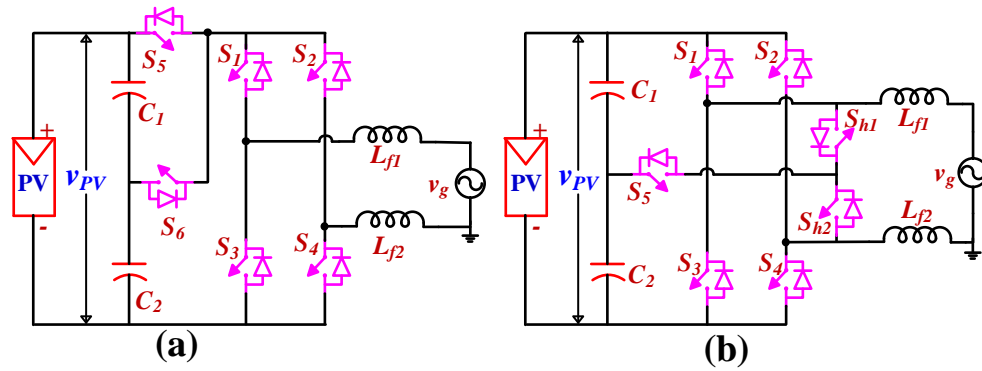 S5
S1
S2
C1
+
PV
vPV
-
S6
Lf1
vg
Lf2
S3
S4
C2
(a)
S1
S2
C1
Sh1
Lf1
+
PV
vPV
-
S5
vg
Sh2
Lf2
S3
S4
C2
(b)